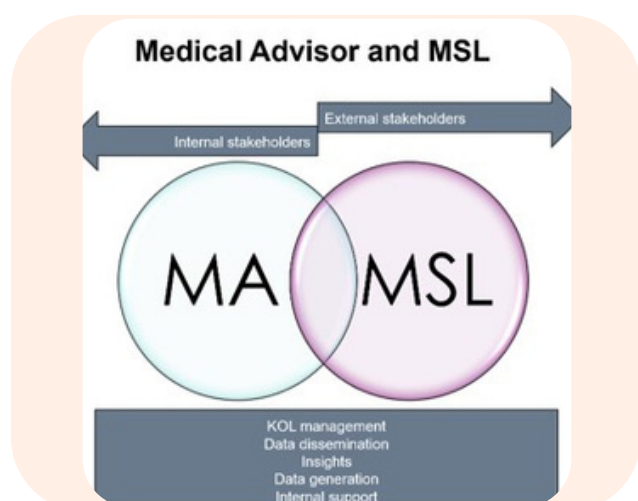 Medical Advisor and MSL
External stakeholders
Internal stakeholders
MA MSL
KOL management
Data dissemination
Insights
Data generation
Internal support